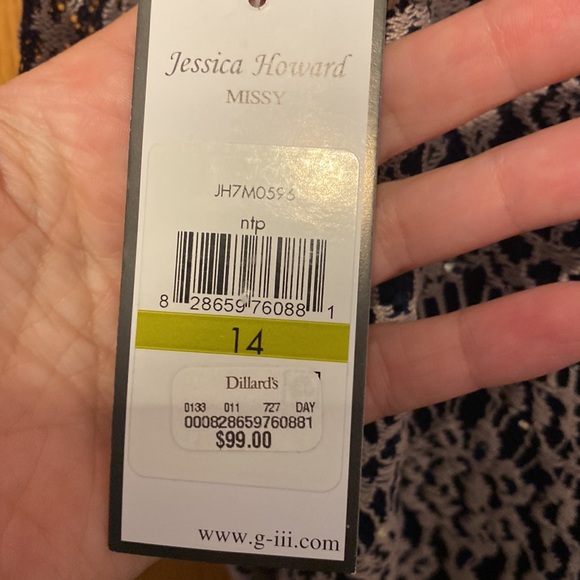 Jessica Howard
MISSY
JH7M0596
ntp
8 28659 76088 1
14
Dillard's
0133 011 727 DAY
000828659760881
$99.00
www.g-iii.com